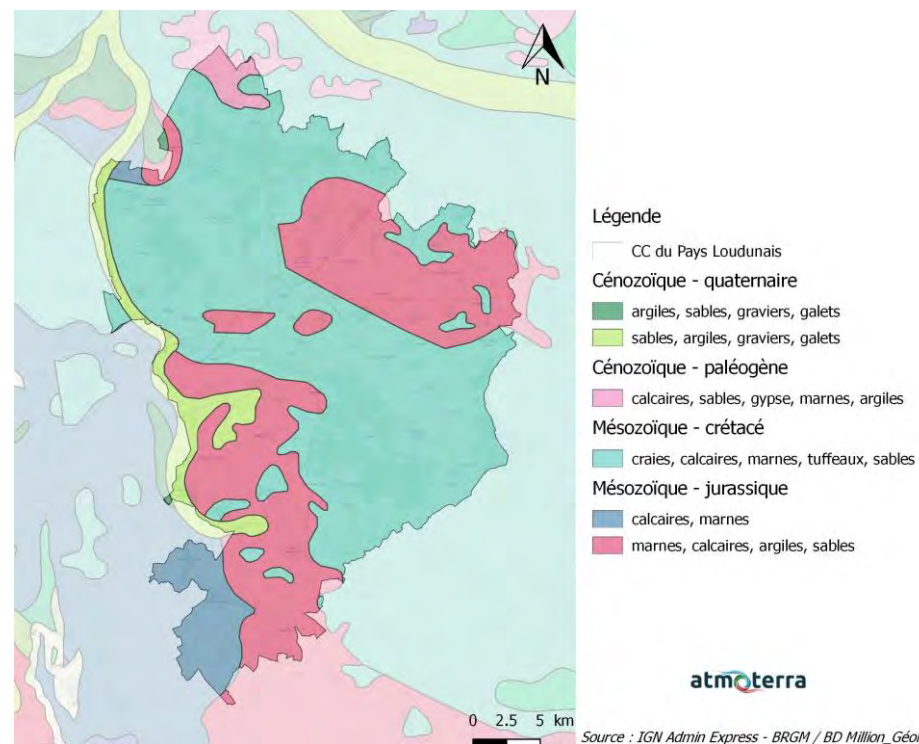 N
Légende
CC du Pays Loudunais
Cénozoïque - quaternaire
argiles, sables, graviers, galets
sables, argiles, graviers, galets
Cénozoïque - paléogène
calcaires, sables, gypse, marnes, argiles
Mésozoïque - crétacé
craies, calcaires, marnes, tuffeaux, sables
Mésozoïque - jurassique
calcaires, marnes
marnes, calcaires, argiles, sables
atmoterra
0 2.5 5 km
Source : IGN Admin Express - BRGM / BD Million_Géol